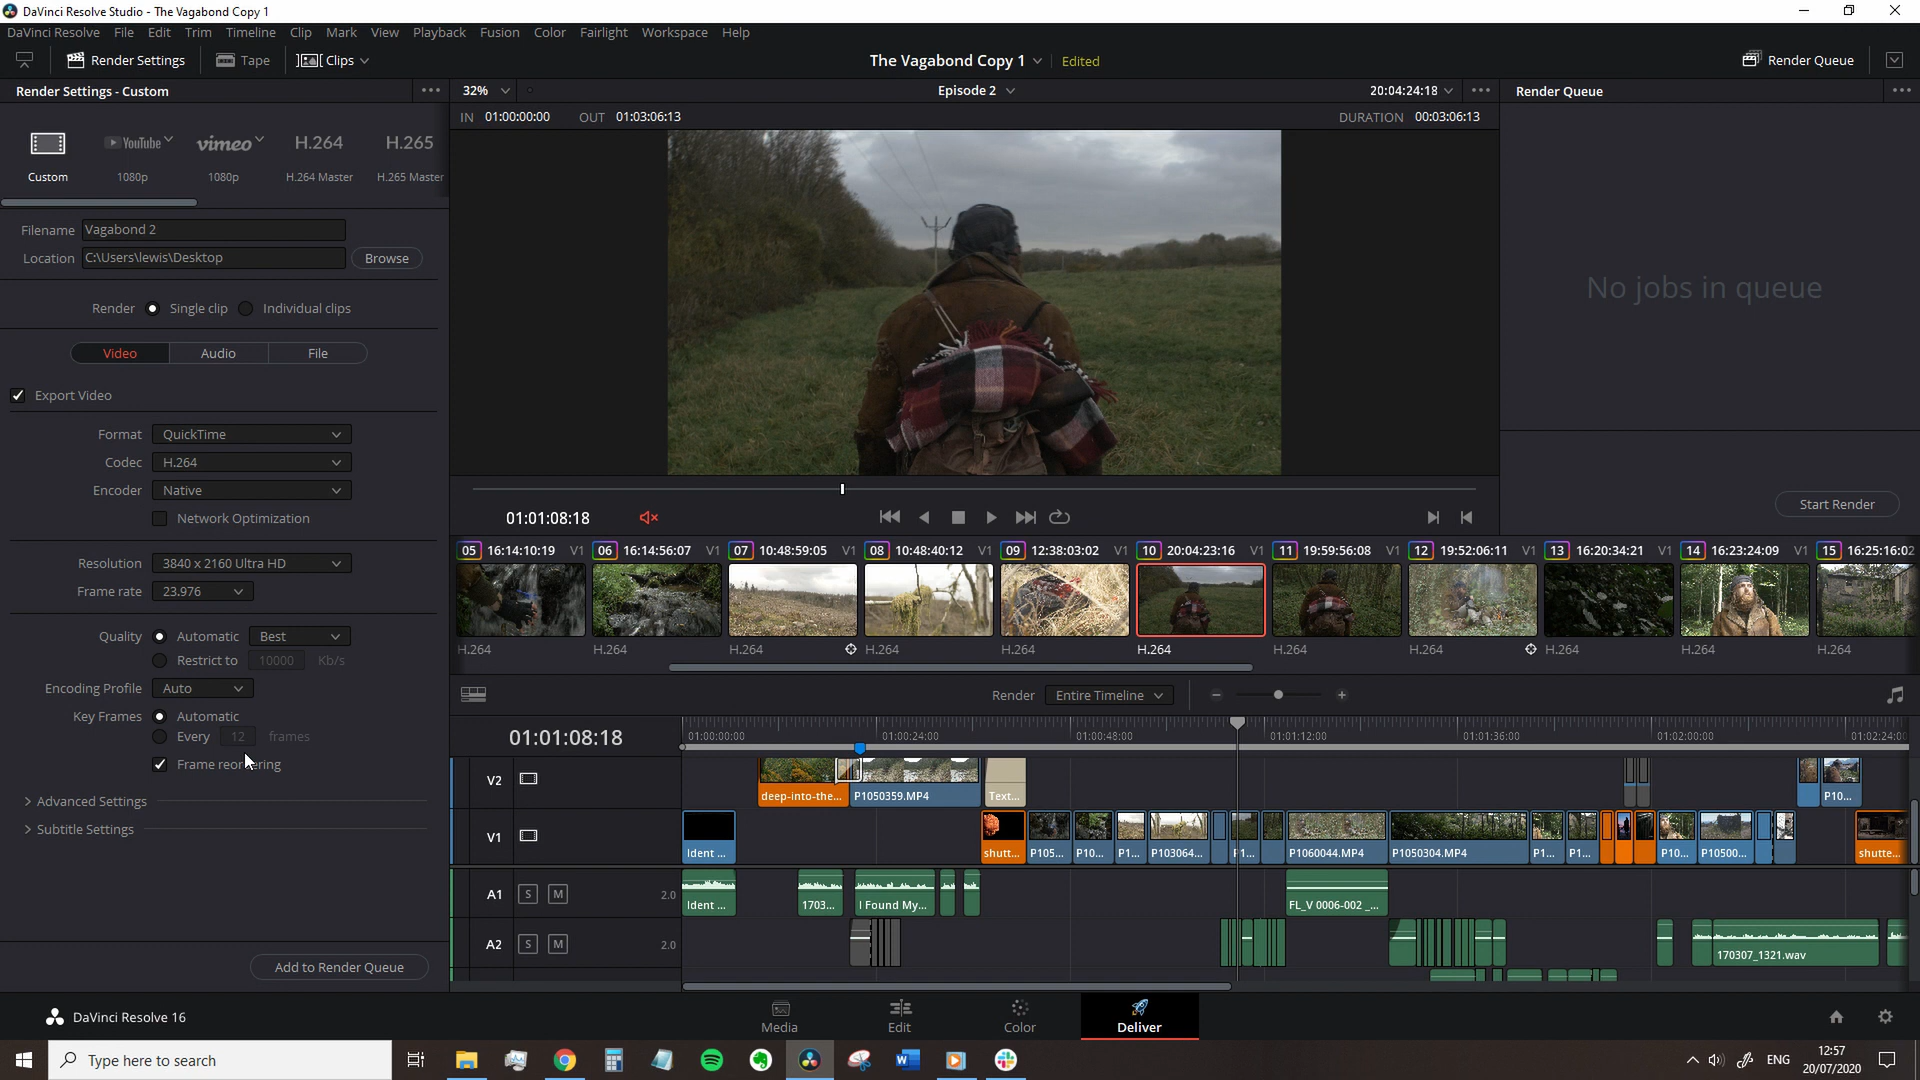 DaVinci Resolve Studio - The Vagabond Copy 1
DaVinci Resolve File Edit Trim Timeline Clip Mark View Playback Fusion Color Fairlight Workspace Help
Render Settings Tape Clips The Vagabond Copy 1 Edited Render Queue
Render Settings - Custom 32% Episode 2 20:04:24:18 Render Queue
IN 01:00:00:00 OUT 01:03:06:13 DURATION 00:03:06:13
YouTube vimeo H.264 H.265
Custom 1080p 1080p H.264 Master H.265 Master
Filename Vagabond 2
Location C:\Users\lewis\Desktop Browse
No jobs in queue
Render Single clip Individual clips
Video Audio File
Export Video
Format QuickTime
Codec H.264
Encoder Native
Network Optimization
Start Render
01:01:08:18
05 16:14:10:19 V1 06 16:14:56:07 V1 07 10:48:59:05 V1 08 10:48:40:12 V1 09 12:38:03:02 V1 10 20:04:23:16 V1 11 19:59:56:08 V1 12 19:52:06:11 V1 13 16:20:34:21 V1 14 16:23:24:09 V1 15 16:25:16:02
Resolution 3840 x 2160 Ultra HD
Frame rate 23.976
Quality Automatic Best
Restrict to 10000 Kb/s
H.264 H.264 H.264 H.264 H.264 H.264 H.264 H.264 H.264 H.264 H.264
Encoding Profile Auto
Render Entire Timeline
Key Frames Automatic
Every 12 frames
Frame reordering
01:01:08:18 01:00:00:00 01:00:24:00 01:00:48:00 01:01:12:00 01:01:36:00 01:02:00:00 01:02:24:00
Advanced Settings
Subtitle Settings
V2 deep-into-the... P1050359.MP4 Text... P10...
V1 Ident ... shutt... P105... P10... P1... P103064... P1... P1060044.MP4 P1050304.MP4 P1... P1... P10... P10500... shutte...
A1 S M 2.0 Ident ... 1703... I Found My... FL_V 0006-002 _...
A2 S M 2.0 170307_1321.wav
Add to Render Queue
DaVinci Resolve 16 Media Edit Color Deliver
Type here to search
ENG 12:57
20/07/2020